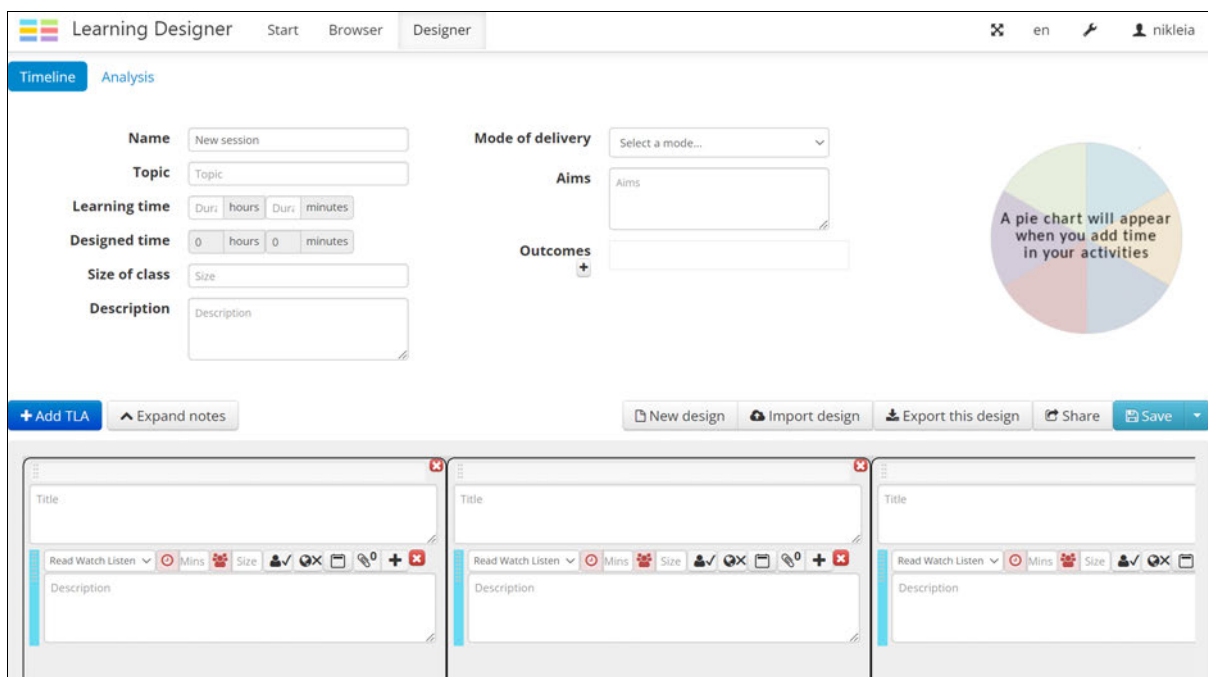 Learning Designer Start Browser Designer en nikleia
Timeline Analysis
Name New session
Topic Topic
Learning time Dura hours Dura minutes
Designed time 0 hours 0 minutes
Size of class Size
Description Description
Mode of delivery Select a mode...
Aims Aims
Outcomes
+
A pie chart will appear
when you add time
in your activities
+ Add TLA Expand notes New design Import design Export this design Share Save
Title
Read Watch Listen Mins Size 0
Description
Title
Read Watch Listen Mins Size 0
Description
Title
Read Watch Listen Mins Size
Description